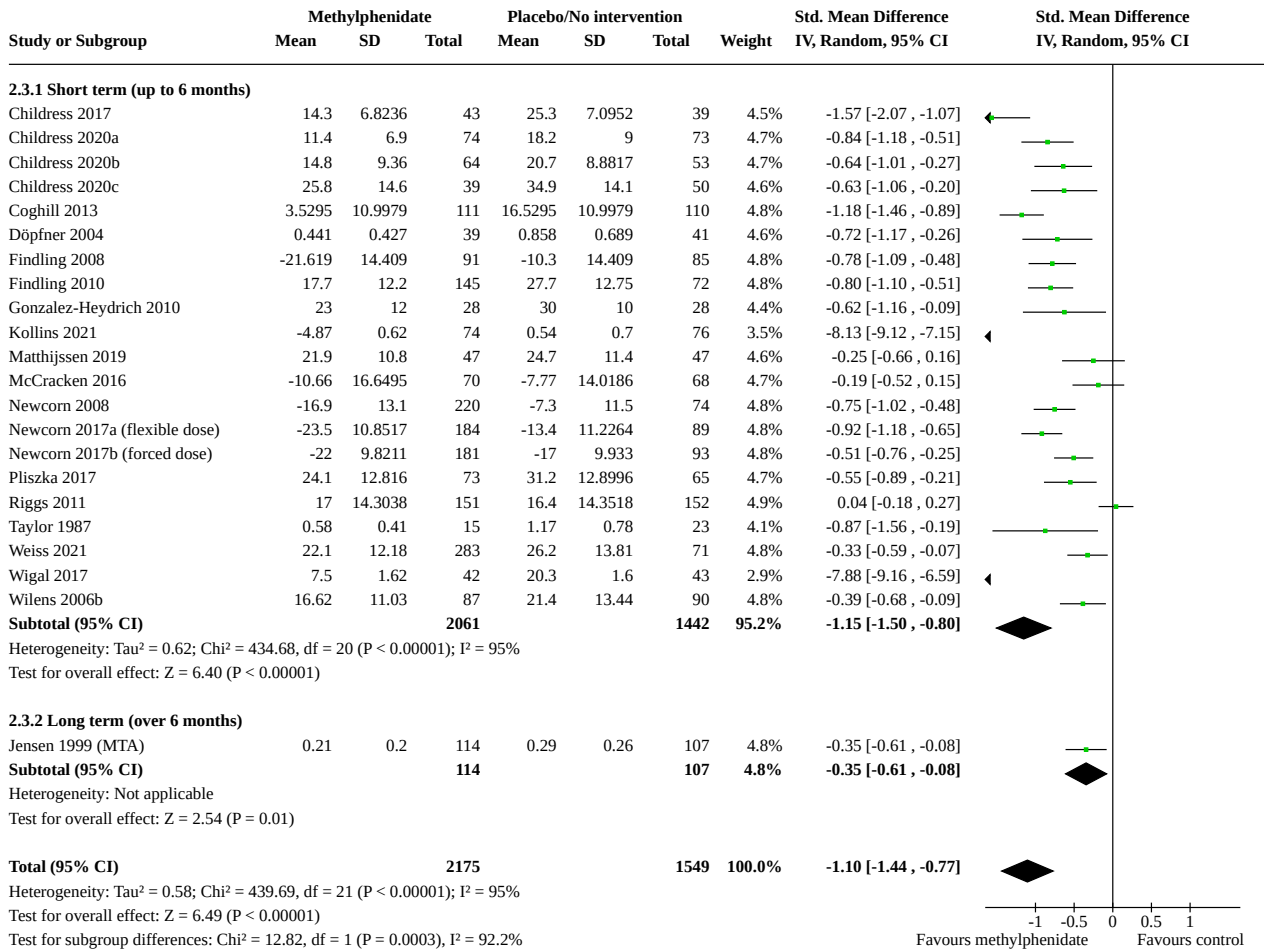 Methylphenidate Placebo/No intervention Std. Mean Difference Std. Mean Difference
Study or Subgroup Mean SD Total Mean SD Total Weight IV, Random, 95% CI IV, Random, 95% CI
2.3.1 Short term (up to 6 months)
Childress 2017 14.3 6.8236 43 25.3 7.0952 39 4.5% -1.57 [-2.07 , -1.07]
Childress 2020a 11.4 6.9 74 18.2 9 73 4.7% -0.84 [-1.18 , -0.51]
Childress 2020b 14.8 9.36 64 20.7 8.8817 53 4.7% -0.64 [-1.01 , -0.27]
Childress 2020c 25.8 14.6 39 34.9 14.1 50 4.6% -0.63 [-1.06 , -0.20]
Coghill 2013 3.5295 10.9979 111 16.5295 10.9979 110 4.8% -1.18 [-1.46 , -0.89]
Döpfner 2004 0.441 0.427 39 0.858 0.689 41 4.6% -0.72 [-1.17 , -0.26]
Findling 2008 -21.619 14.409 91 -10.3 14.409 85 4.8% -0.78 [-1.09 , -0.48]
Findling 2010 17.7 12.2 145 27.7 12.75 72 4.8% -0.80 [-1.10 , -0.51]
Gonzalez-Heydrich 2010 23 12 28 30 10 28 4.4% -0.62 [-1.16 , -0.09]
Kollins 2021 -4.87 0.62 74 0.54 0.7 76 3.5% -8.13 [-9.12 , -7.15]
Matthijssen 2019 21.9 10.8 47 24.7 11.4 47 4.6% -0.25 [-0.66 , 0.16]
McCracken 2016 -10.66 16.6495 70 -7.77 14.0186 68 4.7% -0.19 [-0.52 , 0.15]
Newcorn 2008 -16.9 13.1 220 -7.3 11.5 74 4.8% -0.75 [-1.02 , -0.48]
Newcorn 2017a (flexible dose) -23.5 10.8517 184 -13.4 11.2264 89 4.8% -0.92 [-1.18 , -0.65]
Newcorn 2017b (forced dose) -22 9.8211 181 -17 9.933 93 4.8% -0.51 [-0.76 , -0.25]
Pliszka 2017 24.1 12.816 73 31.2 12.8996 65 4.7% -0.55 [-0.89 , -0.21]
Riggs 2011 17 14.3038 151 16.4 14.3518 152 4.9% 0.04 [-0.18 , 0.27]
Taylor 1987 0.58 0.41 15 1.17 0.78 23 4.1% -0.87 [-1.56 , -0.19]
Weiss 2021 22.1 12.18 283 26.2 13.81 71 4.8% -0.33 [-0.59 , -0.07]
Wigal 2017 7.5 1.62 42 20.3 1.6 43 2.9% -7.88 [-9.16 , -6.59]
Wilens 2006b 16.62 11.03 87 21.4 13.44 90 4.8% -0.39 [-0.68 , -0.09]
Subtotal (95% CI) 2061 1442 95.2% -1.15 [-1.50 , -0.80]
Heterogeneity: Tau² = 0.62; Chi² = 434.68, df = 20 (P < 0.00001); I² = 95%
Test for overall effect: Z = 6.40 (P < 0.00001)
2.3.2 Long term (over 6 months)
Jensen 1999 (MTA) 0.21 0.2 114 0.29 0.26 107 4.8% -0.35 [-0.61 , -0.08]
Subtotal (95% CI) 114 107 4.8% -0.35 [-0.61 , -0.08]
Heterogeneity: Not applicable
Test for overall effect: Z = 2.54 (P = 0.01)
Total (95% CI) 2175 1549 100.0% -1.10 [-1.44 , -0.77]
Heterogeneity: Tau² = 0.58; Chi² = 439.69, df = 21 (P < 0.00001); I² = 95%
Test for overall effect: Z = 6.49 (P < 0.00001)
-1 -0.5 0 0.5 1
Test for subgroup differences: Chi² = 12.82, df = 1 (P = 0.0003), I² = 92.2% Favours methylphenidate Favours control